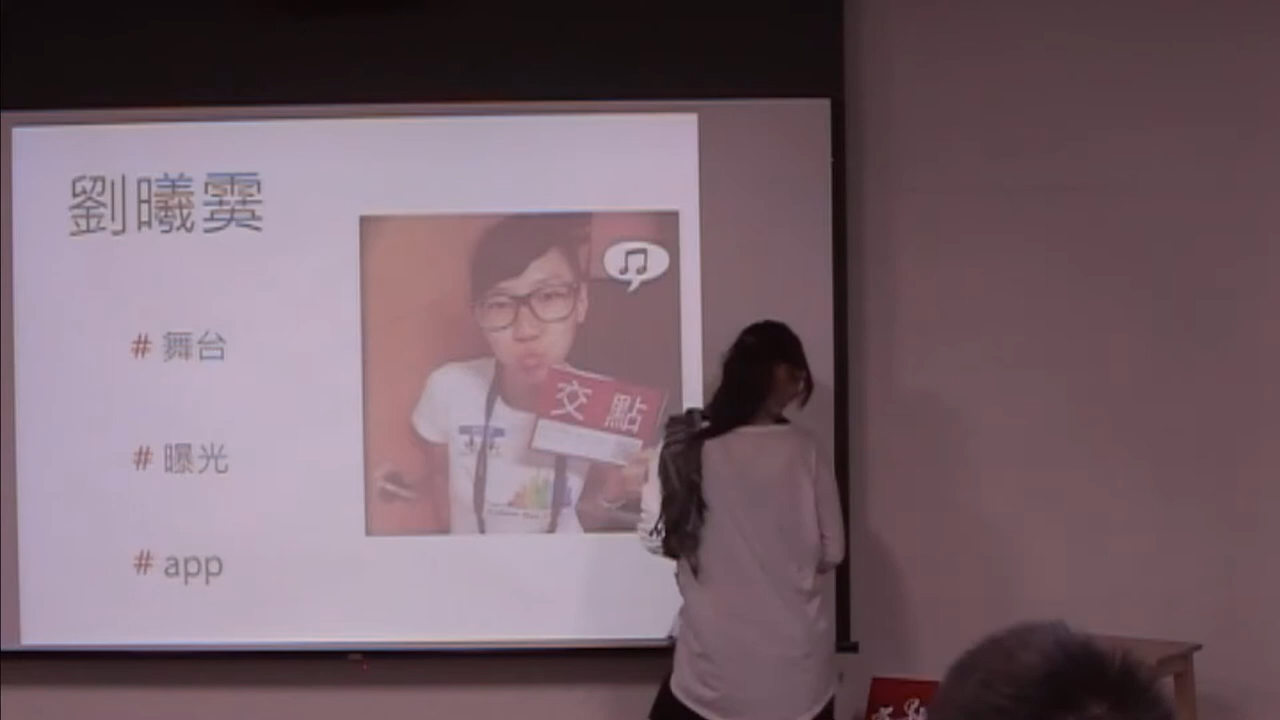 劉曦霙
# 舞台
# 曝光
# app
交點